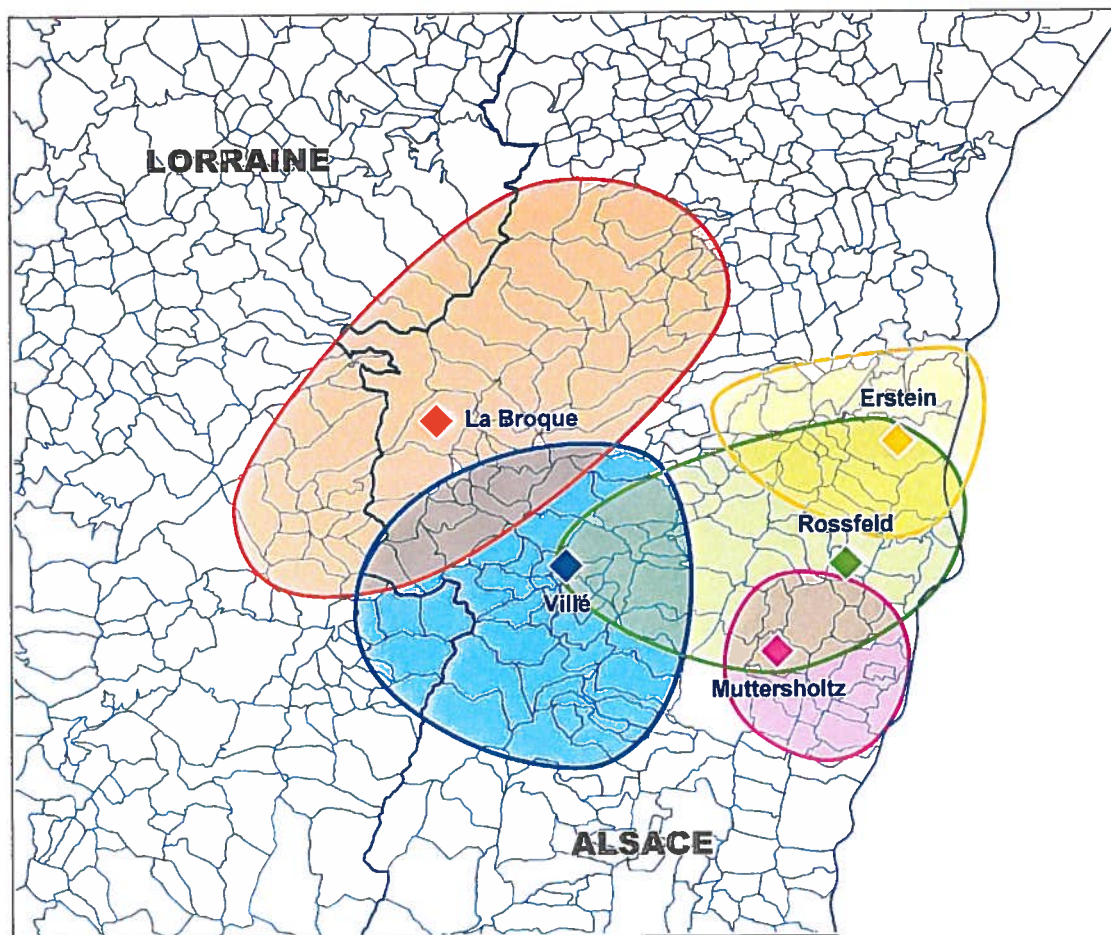 LORRAINE
Erstein
La Broque
Rossfeld
Villé
Muttersholtz
ALSACE